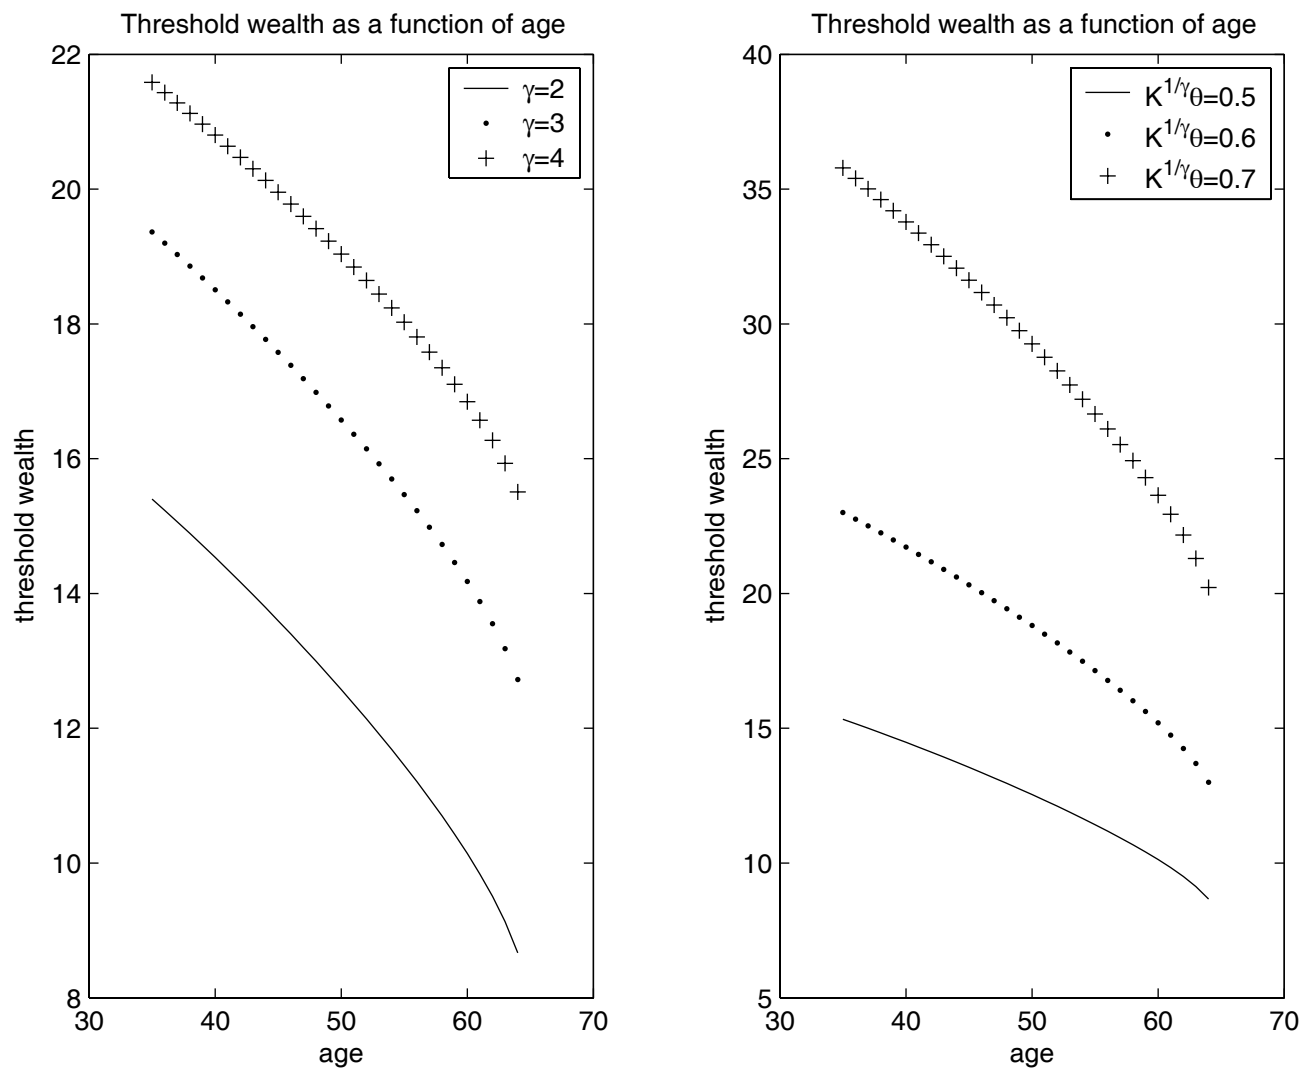 Threshold wealth as a function of age
22
20
18
16
14
12
10
8
30
40
50
60
70
age
threshold wealth
γ=2
γ=3
γ=4
Threshold wealth as a function of age
40
35
30
25
20
15
10
5
30
40
50
60
70
age
threshold wealth
K^{1/γ}θ=0.5
K^{1/γ}θ=0.6
K^{1/γ}θ=0.7